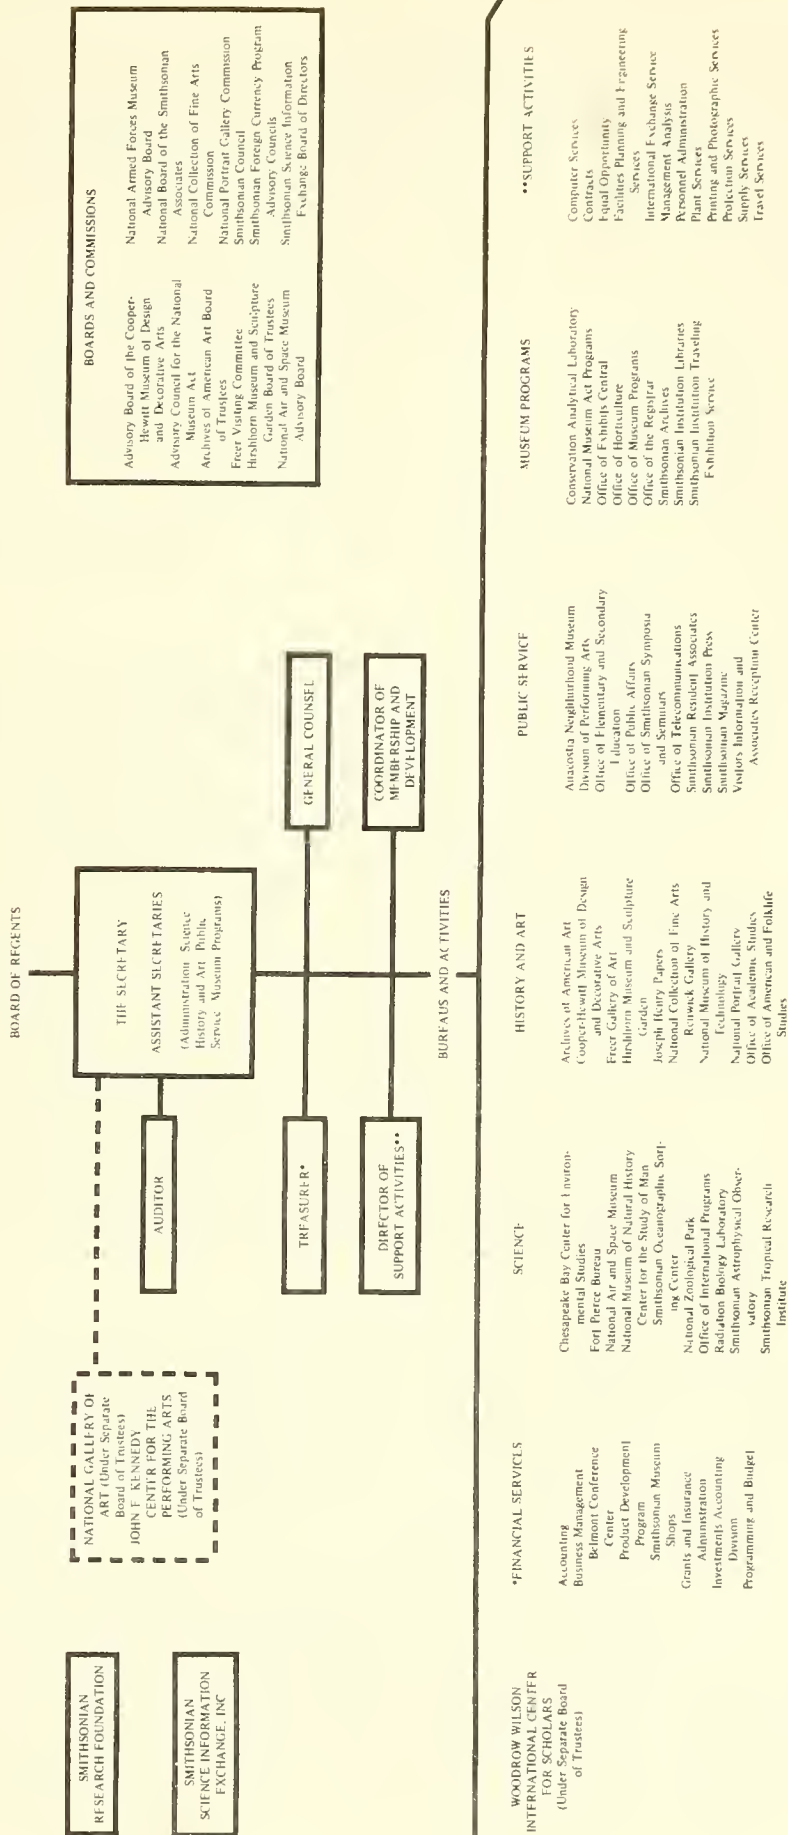 BOARD OF REGENTS
THE SECRETARY
ASSISTANT SECRETARIES
(Administration Science
History and Art Public
Service Museum Programs)
BOARDS AND COMMISSIONS
Advisory Board of the Cooper-
Hewitt Museum of Design
and Decorative Arts
Advisory Council for the National
Museum Act
Archives of American Art Board
of Trustees
Freer Visiting Committee
Hirshhorn Museum and Sculpture
Garden Board of Trustees
National Air and Space Museum
Advisory Board
National Armed Forces Museum
Advisory Board
National Board of the Smithsonian
Associates
National Collection of Fine Arts
Commission
National Portrait Gallery Commission
Smithsonian Council
Smithsonian Foreign Currency Program
Advisory Councils
Smithsonian Science Information
Exchange Board of Directors
SMITHSONIAN
RESEARCH FOUNDATION
SMITHSONIAN
SCIENCE INFORMATION
EXCHANGE, INC
NATIONAL GALLERY OF
ART (Under Separate
Board of Trustees)
JOHN F KENNEDY
CENTER FOR THE
PERFORMING ARTS
(Under Separate Board
of Trustees)
AUDITOR
TREASURER*
GENERAL COUNSEL
DIRECTOR OF
SUPPORT ACTIVITIES**
COORDINATOR OF
MEMBERSHIP AND
DEVELOPMENT
BUREAUS AND ACTIVITIES
WOODROW WILSON
INTERNATIONAL CENTER
FOR SCHOLARS
(Under Separate Board
of Trustees)
*FINANCIAL SERVICES
Accounting
Business Management
Belmont Conference
Center
Product Development
Program
Smithsonian Museum
Shops
Grants and Insurance
Administration
Investments Accounting
Division
Programming and Budget
SCIENCE
Chesapeake Bay Center for Environ-
mental Studies
Fort Pierce Bureau
National Air and Space Museum
National Museum of Natural History
Center for the Study of Man
Smithsonian Oceanographic Sort-
ing Center
National Zoological Park
Office of International Programs
Radiation Biology Laboratory
Smithsonian Astrophysical Obser-
vatory
Smithsonian Tropical Research
Institute
HISTORY AND ART
Archives of American Art
Cooper-Hewitt Museum of Design
and Decorative Arts
Freer Gallery of Art
Hirshhorn Museum and Sculpture
Garden
Joseph Henry Papers
National Collection of Fine Arts
Renwick Gallery
National Museum of History and
Technology
National Portrait Gallery
Office of Academic Studies
Office of American and Folklife
Studies
PUBLIC SERVICE
Anacostia Neighborhood Museum
Division of Performing Arts
Office of Elementary and Secondary
Education
Office of Public Affairs
Office of Smithsonian Symposia
and Seminars
Office of Telecommunications
Smithsonian Resident Associates
Smithsonian Institution Press
Smithsonian Magazine
Visitors Information and
Associates Reception Center
MUSEUM PROGRAMS
Conservation Analytical Laboratory
National Museum Act Programs
Office of Exhibits Central
Office of Horticulture
Office of Museum Programs
Office of the Registrar
Smithsonian Archives
Smithsonian Institution Libraries
Smithsonian Institution Traveling
Exhibition Service
**SUPPORT ACTIVITIES
Computer Services
Contracts
Equal Opportunity
Facilities Planning and Engineering
Services
International Exchange Service
Management Analysis
Personnel Administration
Plant Services
Printing and Photographic Services
Protection Services
Supply Services
Travel Services